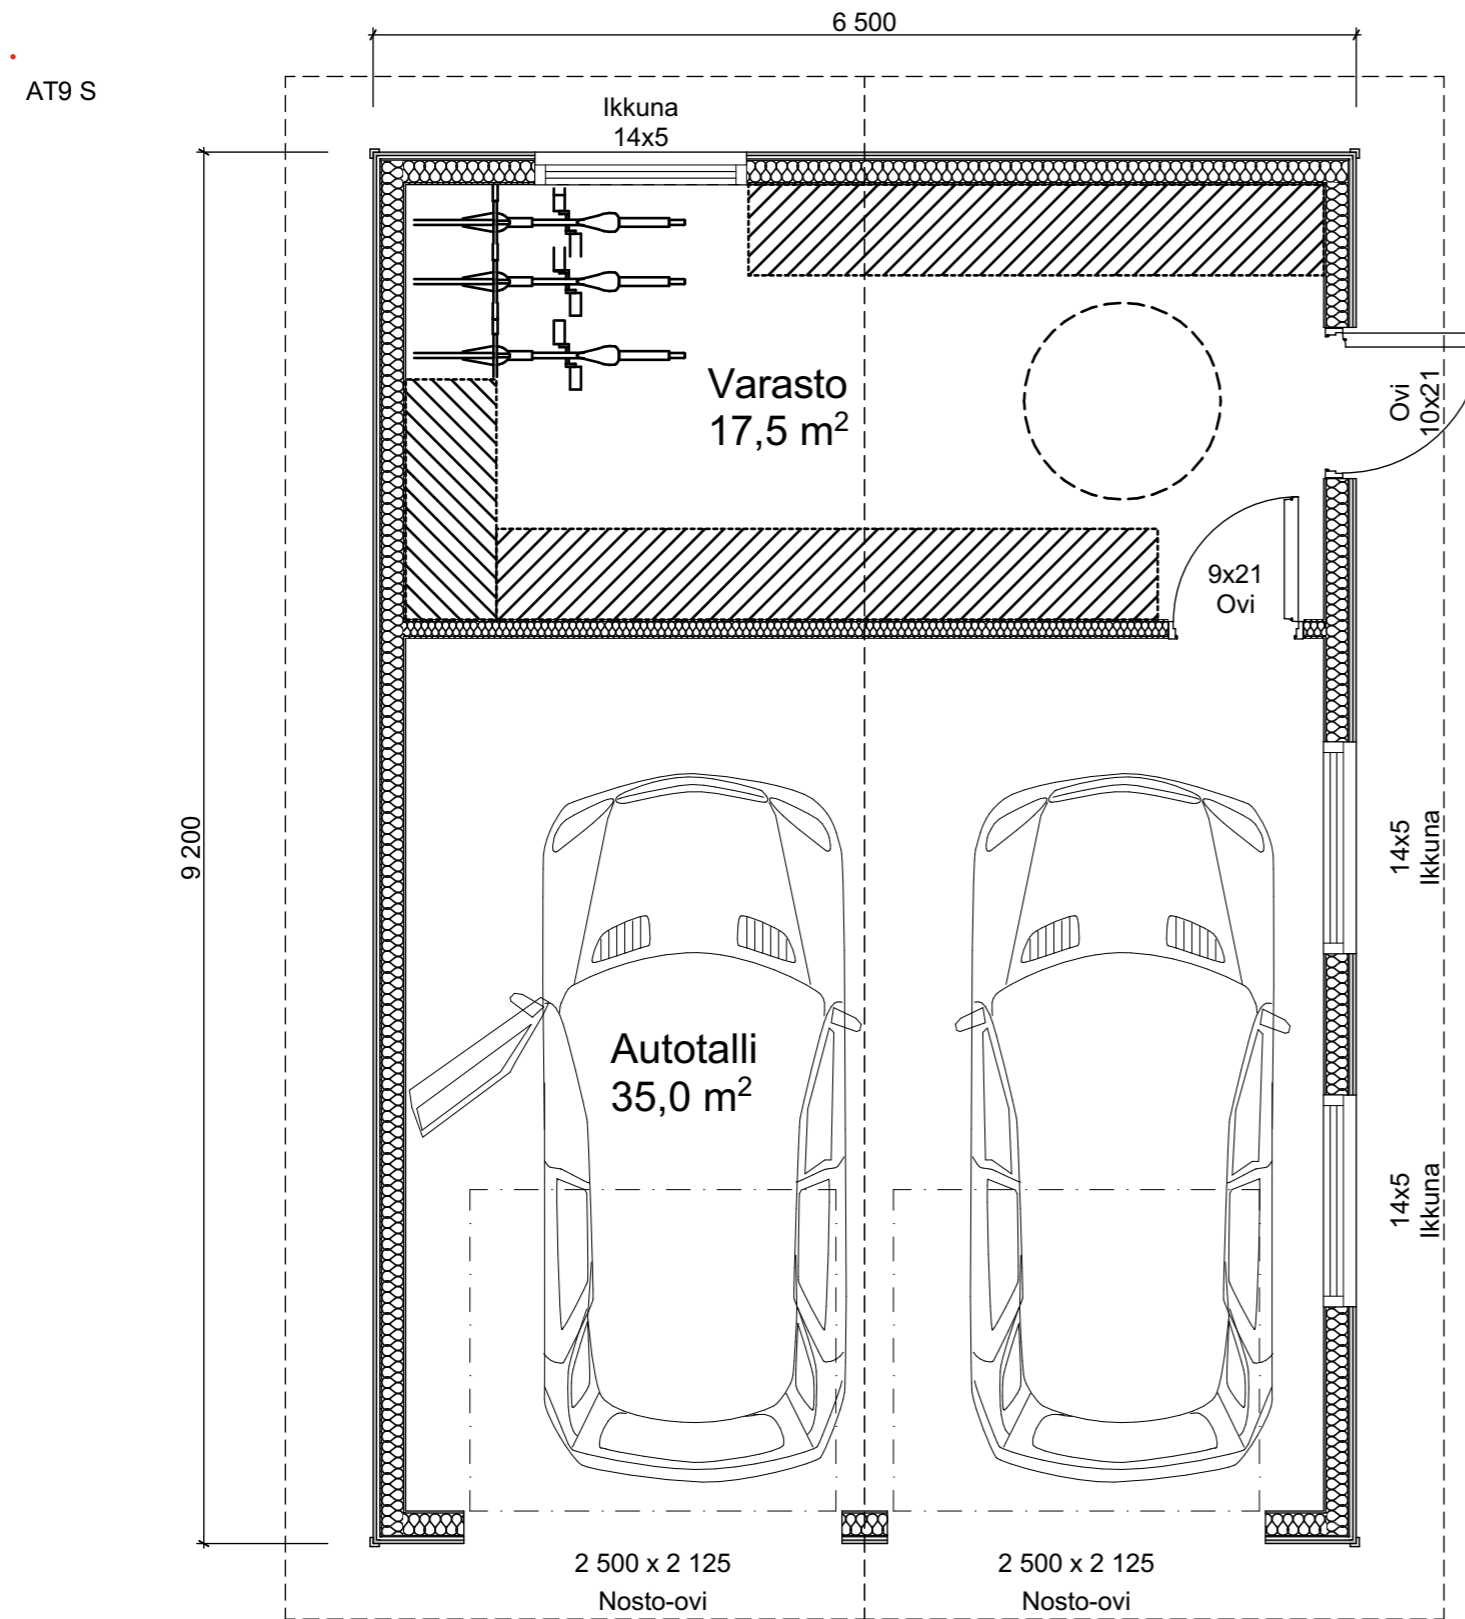 6 500
AT9 S
Ikkuna
14x5
Varasto
17,5 m²
Ovi
10x21
9x21
Ovi
9 200
14x5
Ikkuna
Autotalli
35,0 m²
14x5
Ikkuna
2 500 x 2 125
Nosto-ovi
2 500 x 2 125
Nosto-ovi